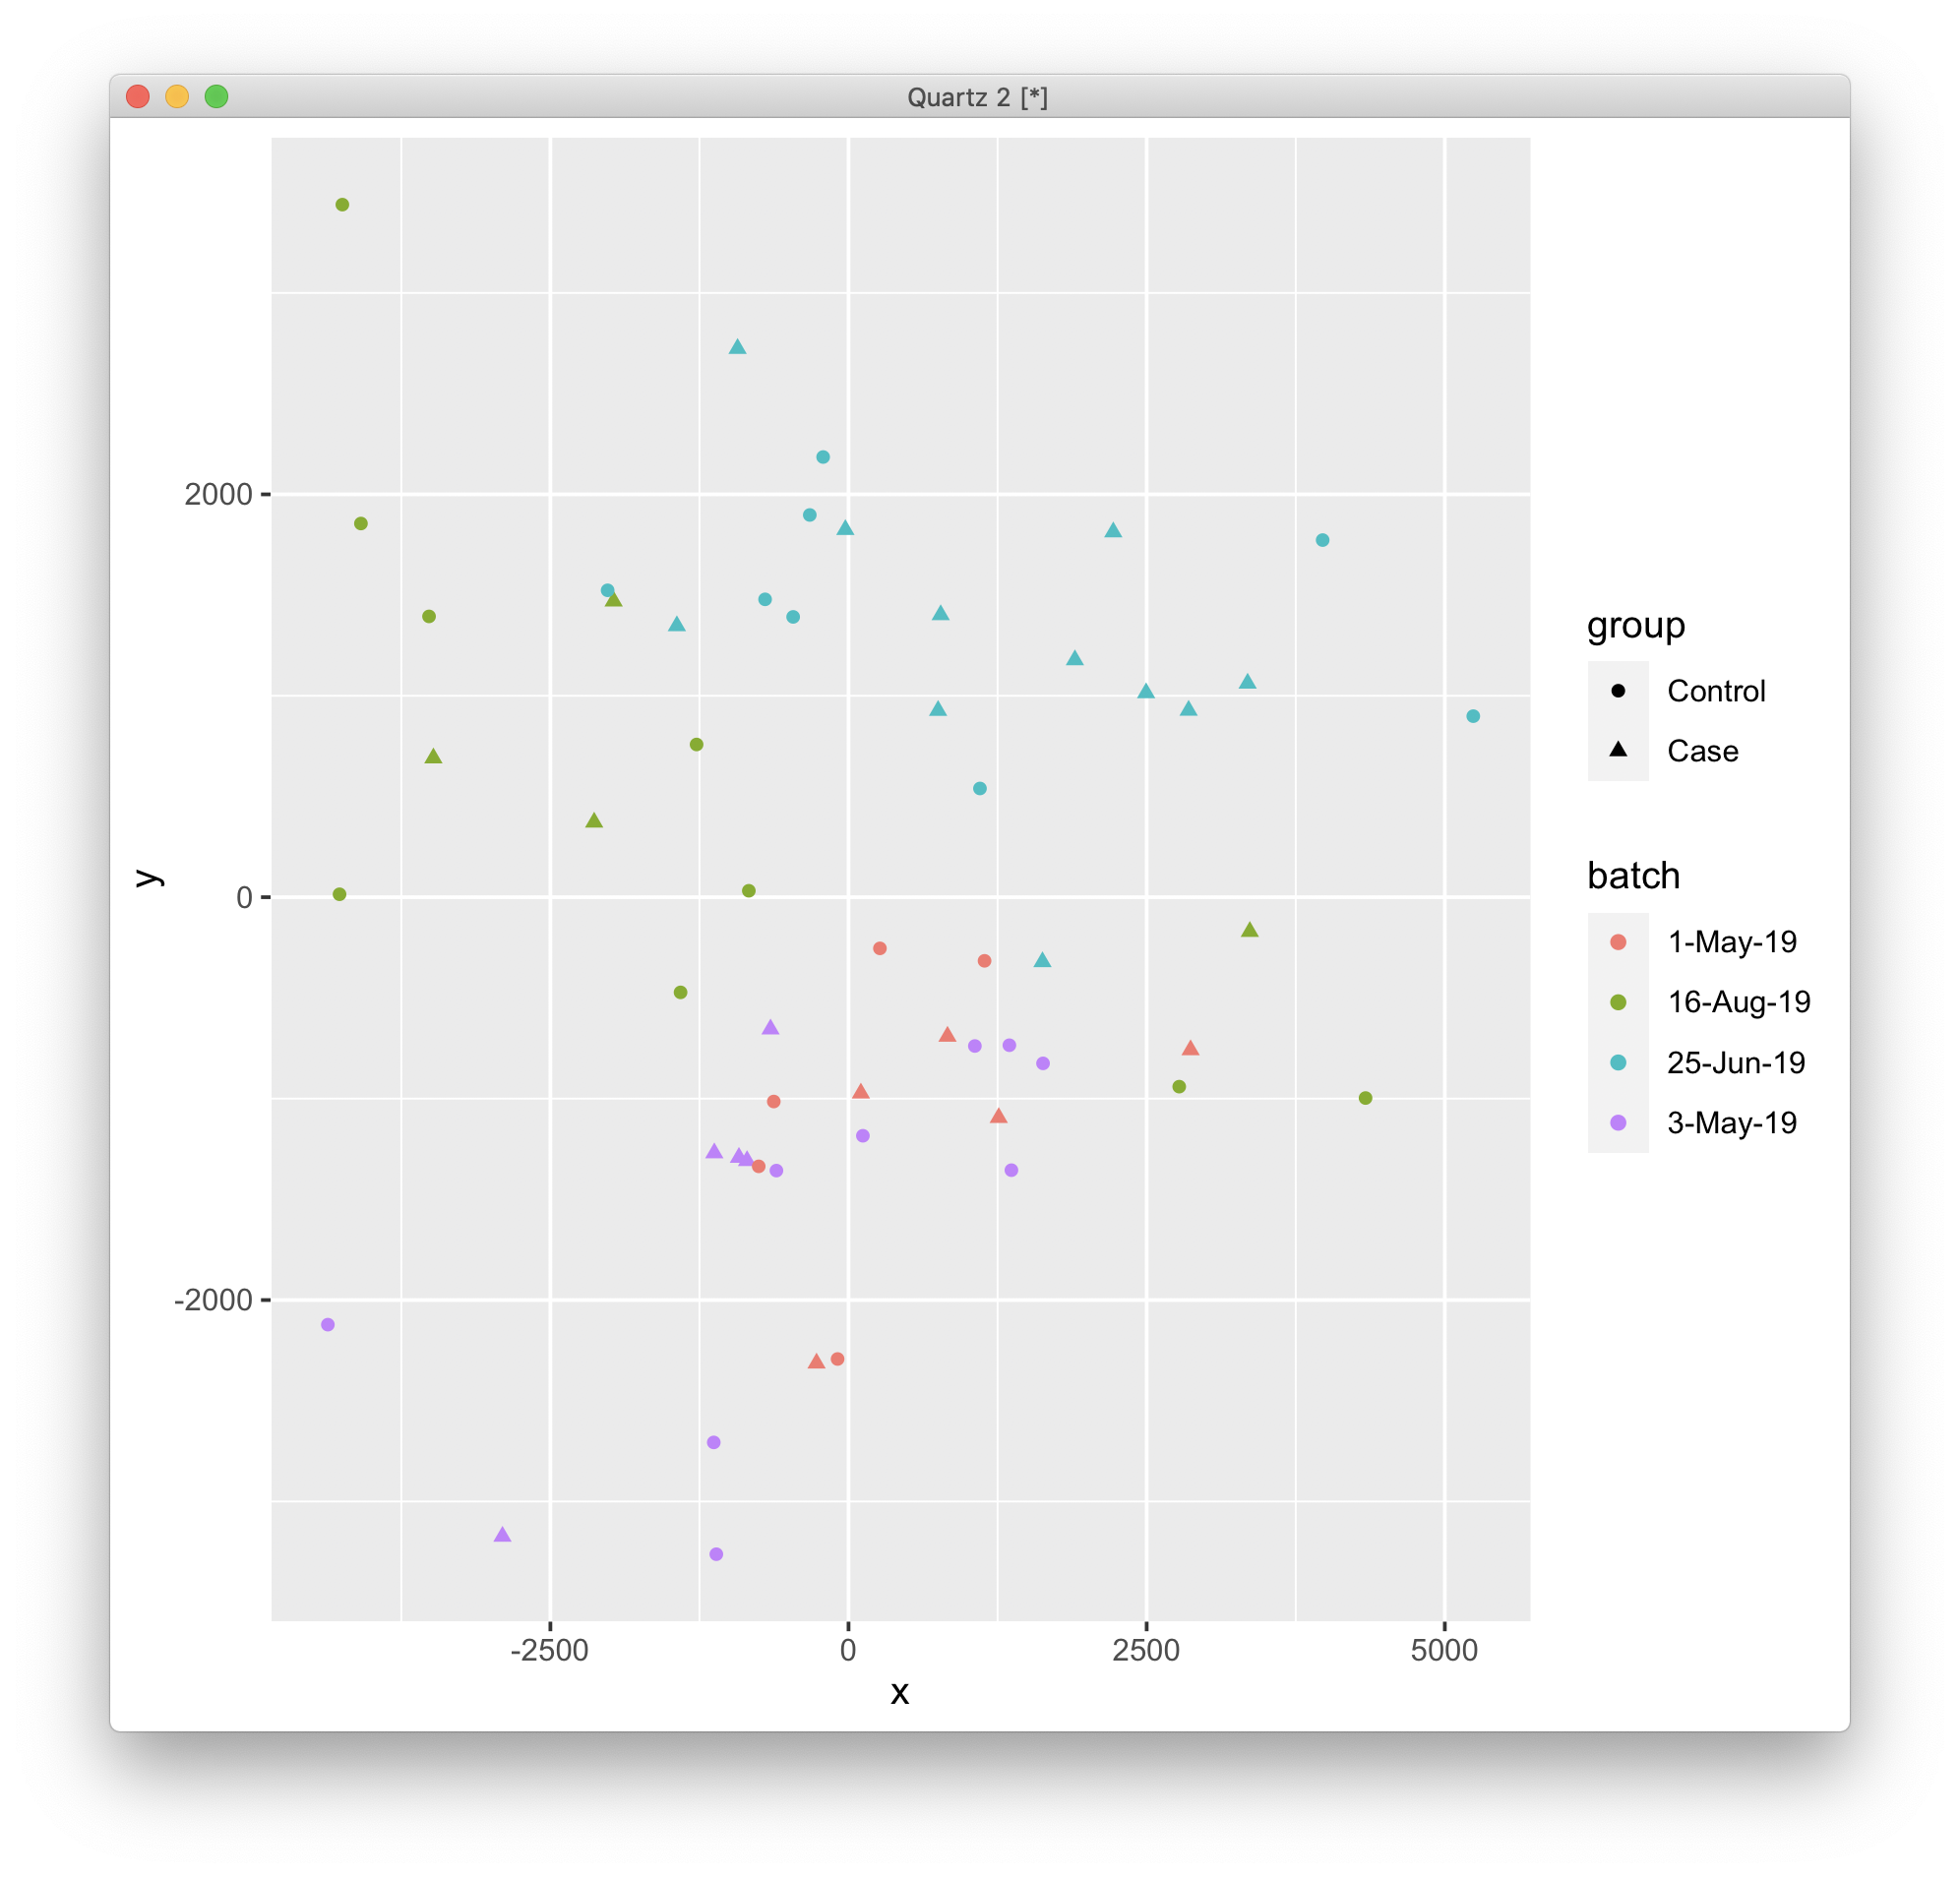 Quartz 2 [*]
2000
0
-2000
y
-2500 0 2500 5000
x
group
Control
Case
batch
1-May-19
16-Aug-19
25-Jun-19
3-May-19